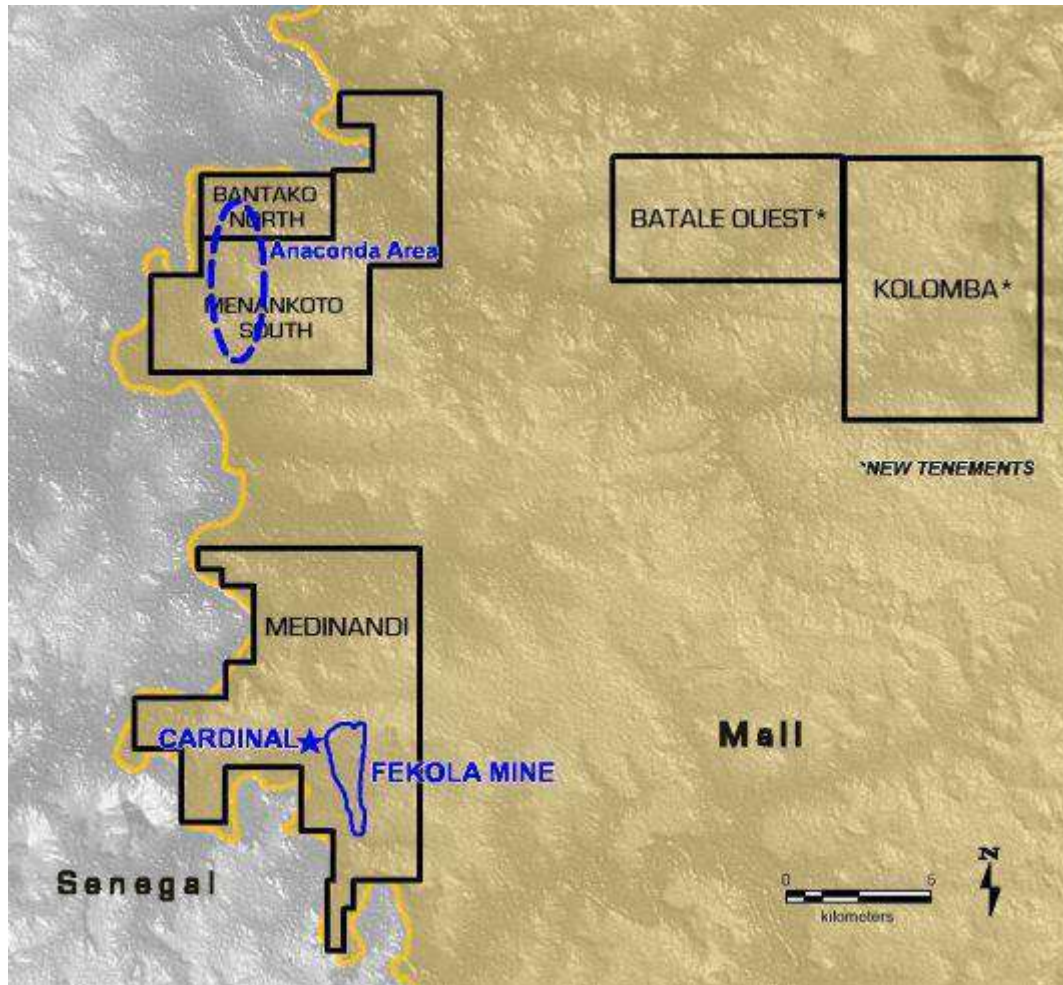 BANTAKO
NORTH
Anaconda Area
MENANKOTO
SOUTH
BATALE OUEST*
KOLOMBA*
*NEW TENEMENTS
MEDINANDI
CARDINAL
FEKOLA MINE
Mali
Senegal
N
0 5
kilometers